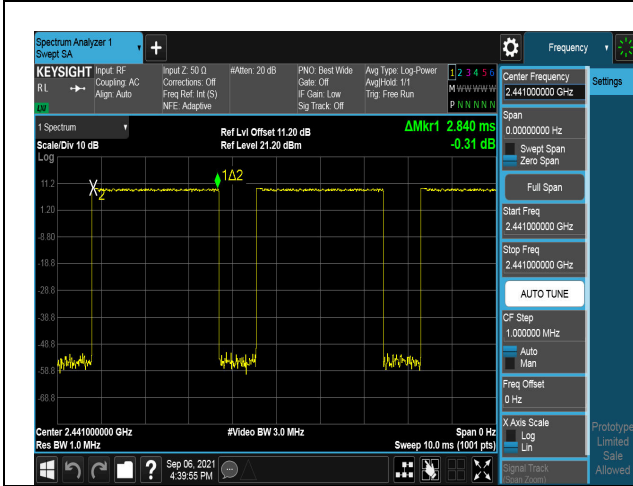 Spectrum Analyzer 1
Swept SA
+
Frequency
KEYSIGHT
RL
Input: RF
Coupling: AC
Align: Auto
Input Z: 50 Ω
Corrections: Off
Freq Ref: Int (S)
NFE: Adaptive
#Atten: 20 dB
PNO: Best Wide
Gate: Off
IF Gain: Low
Sig Track: Off
Avg Type: Log-Power
Avg|Hold: 1/1
Trig: Free Run
1 2 3 4 5 6
M W W W W W
P N N N N N
LV
Center Frequency
2.441000000 GHz
Settings
1 Spectrum
Scale/Div 10 dB
Log
Ref Lvl Offset 11.20 dB
Ref Level 21.20 dBm
ΔMkr1 2.840 ms
-0.31 dB
Span
0.00000000 Hz
Swept Span
Zero Span
Full Span
Start Freq
2.441000000 GHz
Stop Freq
2.441000000 GHz
AUTO TUNE
CF Step
1.000000 MHz
Auto
Man
Freq Offset
0 Hz
X Axis Scale
Log
Lin
Signal Track
(Span Zoom)
Prototype
Limited
Sale
Allowed
1Δ2
2
11.2
1.20
-8.80
-18.8
-28.8
-38.8
-48.8
-58.8
-68.8
Center 2.441000000 GHz
Res BW 1.0 MHz
#Video BW 3.0 MHz
Span 0 Hz
Sweep 10.0 ms (1001 pts)
?
Sep 06, 2021
4:39:55 PM